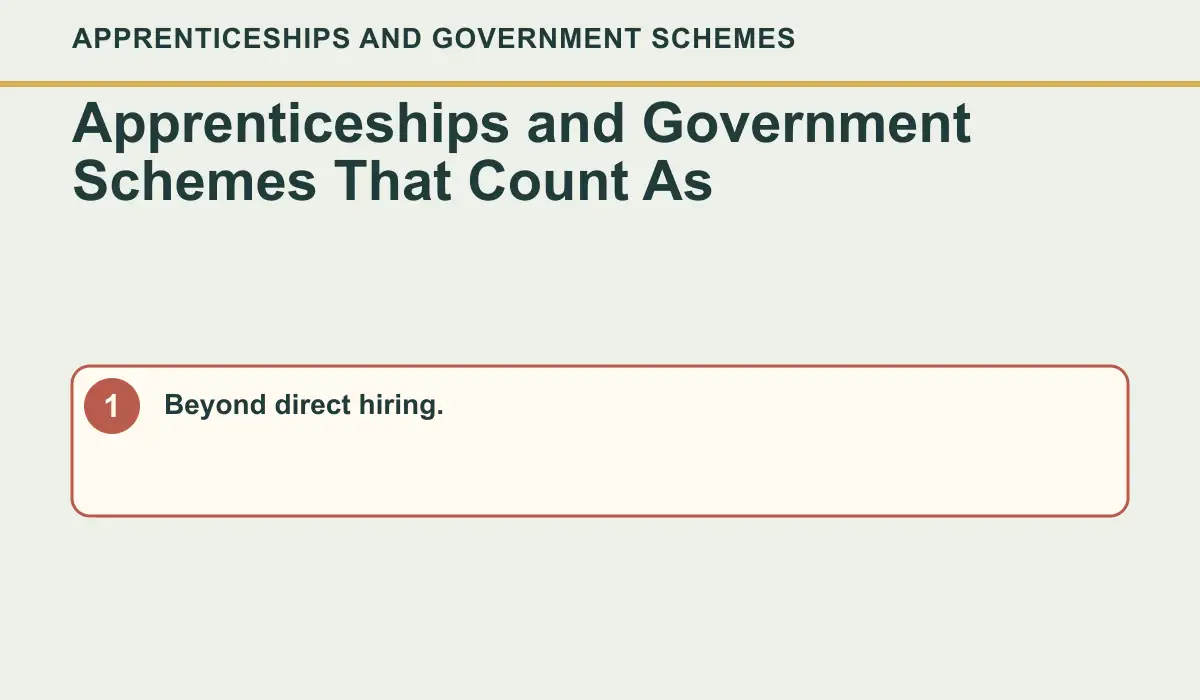 APPRENTICESHIPS AND GOVERNMENT SCHEMES
Apprenticeships and Government
Schemes That Count As
1 Beyond direct hiring.